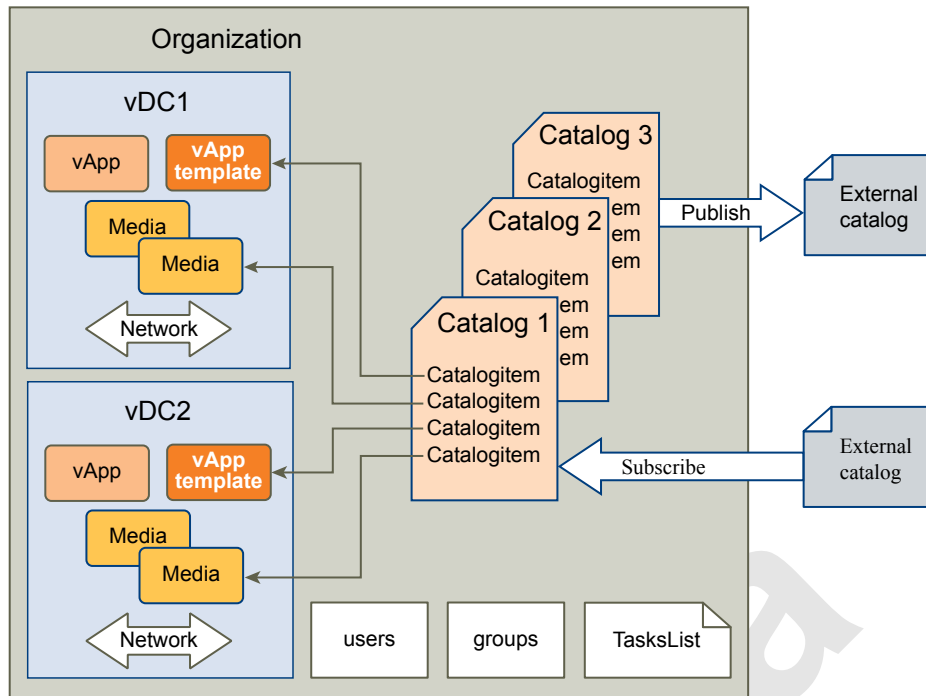 Organization
vDC1
vApp
vApp
template
Media
Media
Network
vDC2
vApp
vApp
template
Media
Media
Network
Catalog 3
Catalogitem
em
em
em
Catalog 2
Catalogitem
em
em
em
Catalog 1
Catalogitem
Catalogitem
Catalogitem
Catalogitem
Publish
External
catalog
Subscribe
External
catalog
users
groups
TasksList
a